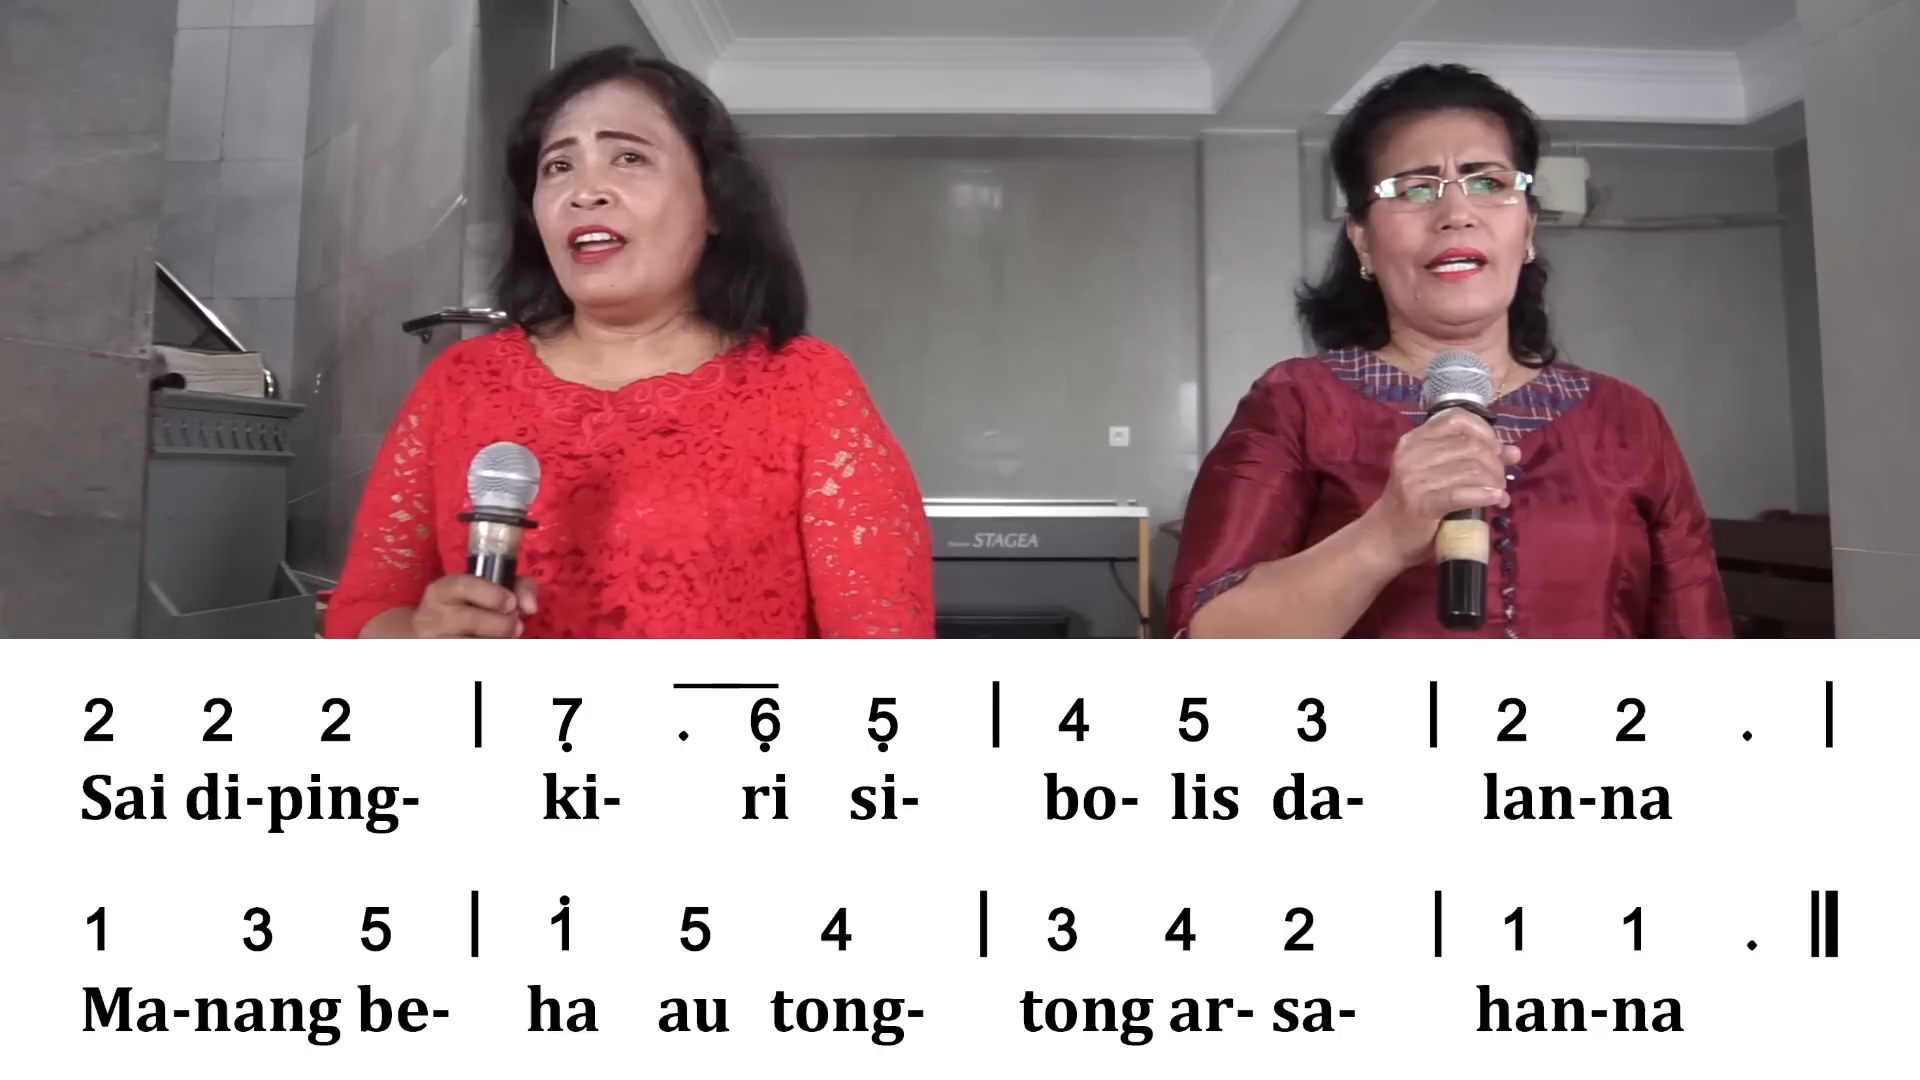 STAGEA
2 2 2 | 7̣ . 6̣ 5̣ | 4 5 3 | 2 2 . |
Sai di-ping- ki- ri si- bo- lis da- lan-na
1 3 5 | 1̇ 5 4 | 3 4 2 | 1 1 . ||
Ma-nang be- ha au tong- tong ar- sa- han-na